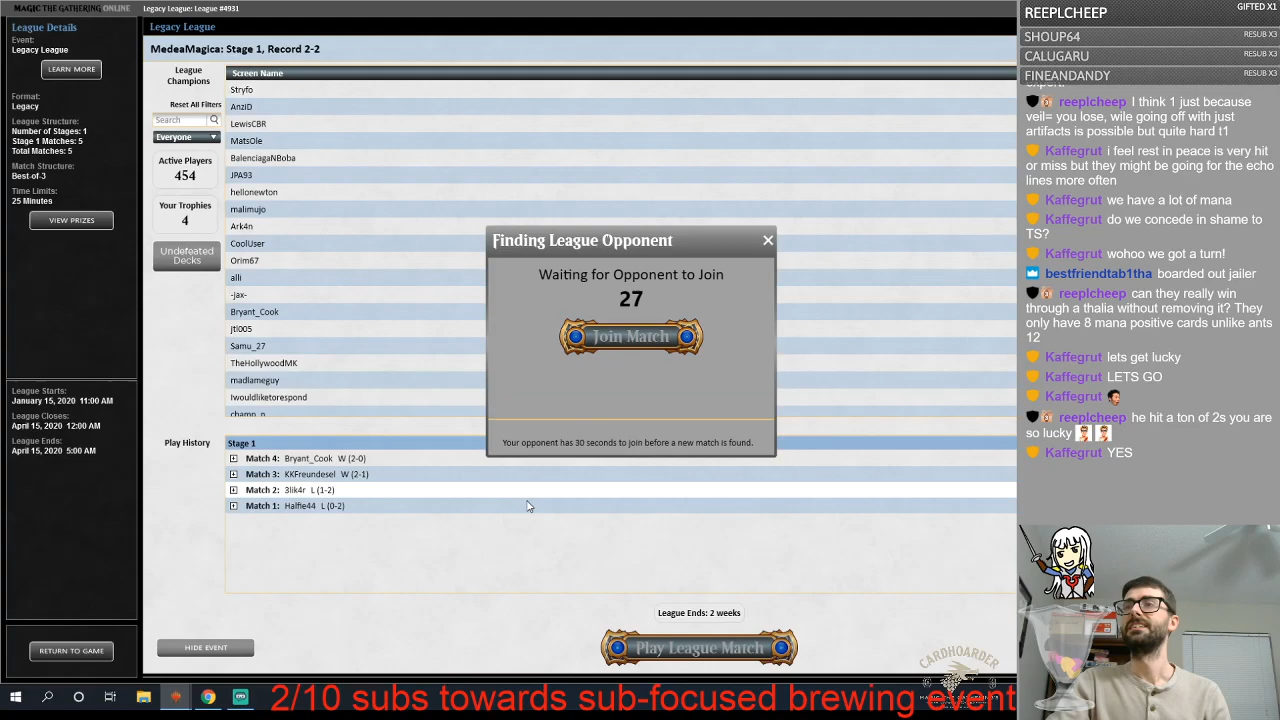 MAGIC THE GATHERING ONLINE
Legacy League: League #4931
League Details
Event:
Legacy League
LEARN MORE
Format:
Legacy
League Structure:
Number of Stages: 1
Stage 1 Matches: 5
Total Matches: 5
Match Structure:
Best-of-3
Time Limits:
25 Minutes
VIEW PRIZES
League Starts:
January 15, 2020 11:00 AM
League Closes:
April 15, 2020 12:00 AM
League Ends:
April 15, 2020 5:00 AM
RETURN TO GAME
Legacy League
MedeaMagica: Stage 1, Record 2-2
League
Champions
Reset All Filters
Search
Everyone
Active Players
454
Your Trophies
4
Undefeated
Decks
Screen Name
Stryfo
AnziD
LewisCBR
MatsOle
BalenciagaNBoba
JPA93
hellonewton
malimujo
Ark4n
CoolUser
Orim67
alli
-jax-
Bryant_Cook
jtl005
Samu_27
TheHollywoodMK
madlameguy
Iwouldliketorespond
champ_n
Finding League Opponent
Waiting for Opponent to Join
27
Join Match
Your opponent has 30 seconds to join before a new match is found.
Play History
Stage 1
Match 4: Bryant_Cook W (2-0)
Match 3: KKFreundesel W (2-1)
Match 2: 3lik4r L (1-2)
Match 1: Halfie44 L (0-2)
League Ends: 2 weeks
HIDE EVENT
Play League Match
CARDHOARDER
REEPLCHEEP GIFTED X1
SHOUP64 RESUB X3
CALUGARU RESUB X3
FINEANDANDY RESUB X3
expert.
reeplcheep I think 1 just because
veil= you lose, wile going off with just
artifacts is possible but quite hard t1
Kaffegrut i feel rest in peace is very hit
or miss but they might be going for the echo
lines more often
Kaffegrut we have a lot of mana
Kaffegrut do we concede in shame to
TS?
Kaffegrut wohoo we got a turn!
bestfriendtab1tha boarded out jailer
reeplcheep can they really win
through a thalia without removing it? They
only have 8 mana positive cards unlike ants
12
Kaffegrut lets get lucky
Kaffegrut LETS GO
Kaffegrut
reeplcheep he hit a ton of 2s you are
so lucky
Kaffegrut YES
2/10 subs towards sub-focused brewing